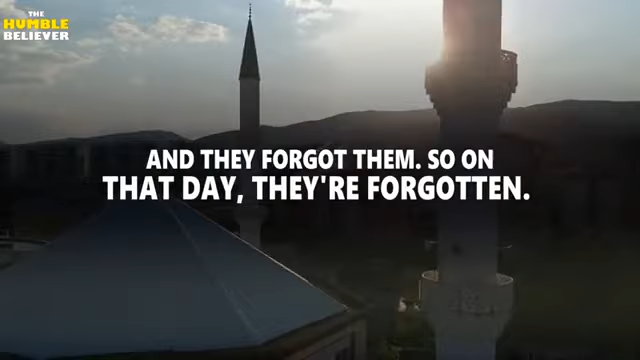 THE
HUMBLE
BELIEVER
AND THEY FORGOT THEM. SO ON
THAT DAY, THEY'RE FORGOTTEN.